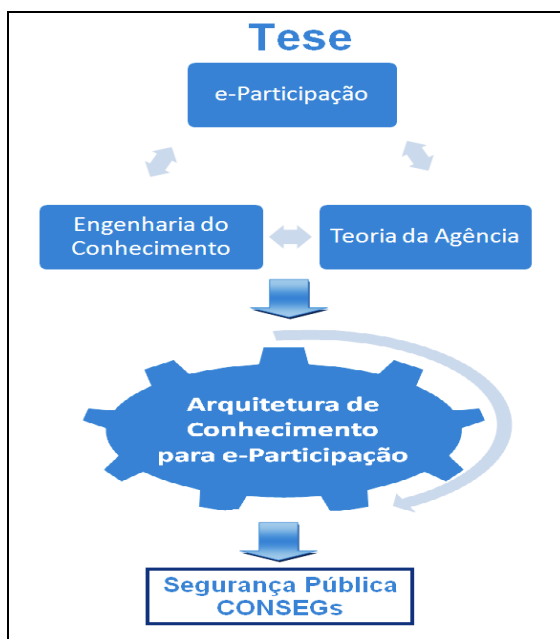 Tese
e-Participação
Engenharia do
Conhecimento
Teoria da Agência
Arquitetura de
Conhecimento
para e-Participação
Segurança Pública
CONSEGs